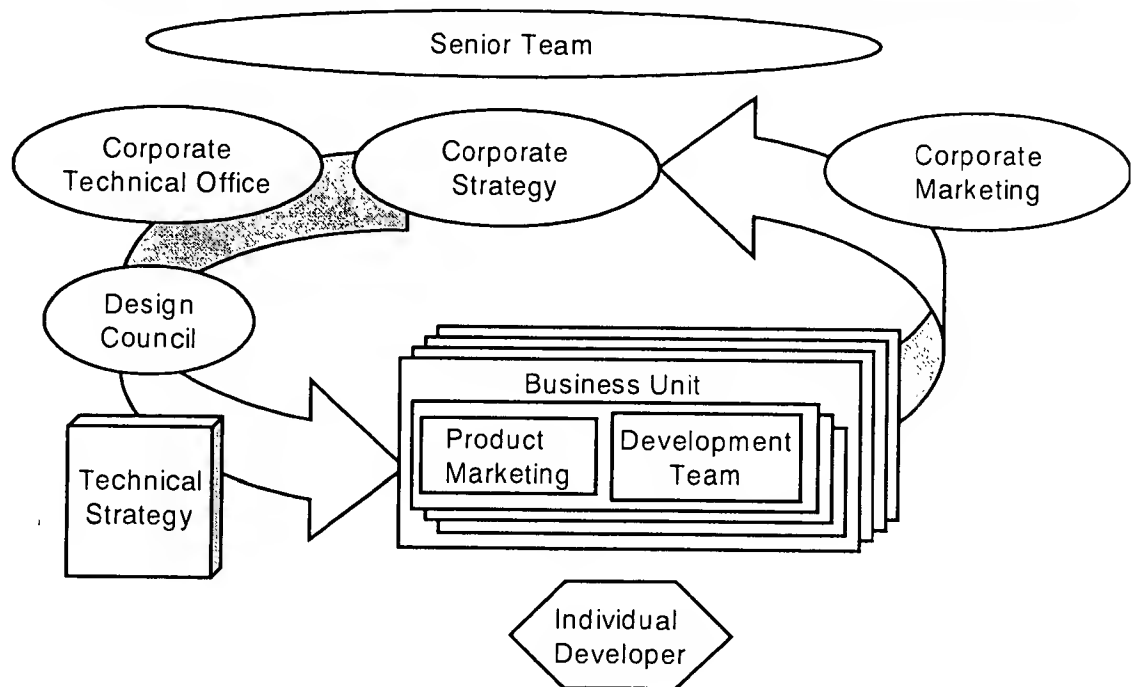 Senior Team
Corporate
Technical Office
Corporate
Strategy
Corporate
Marketing
Design
Council
Business Unit
Product
Marketing
Development
Team
Technical
Strategy
Individual
Developer